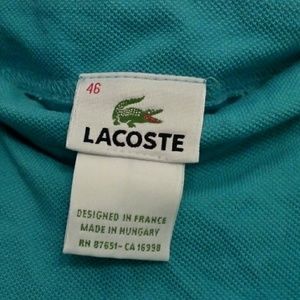 46
LACOSTE
DESIGNED IN FRANCE
MADE IN HUNGARY
RN 87651-CA 16998